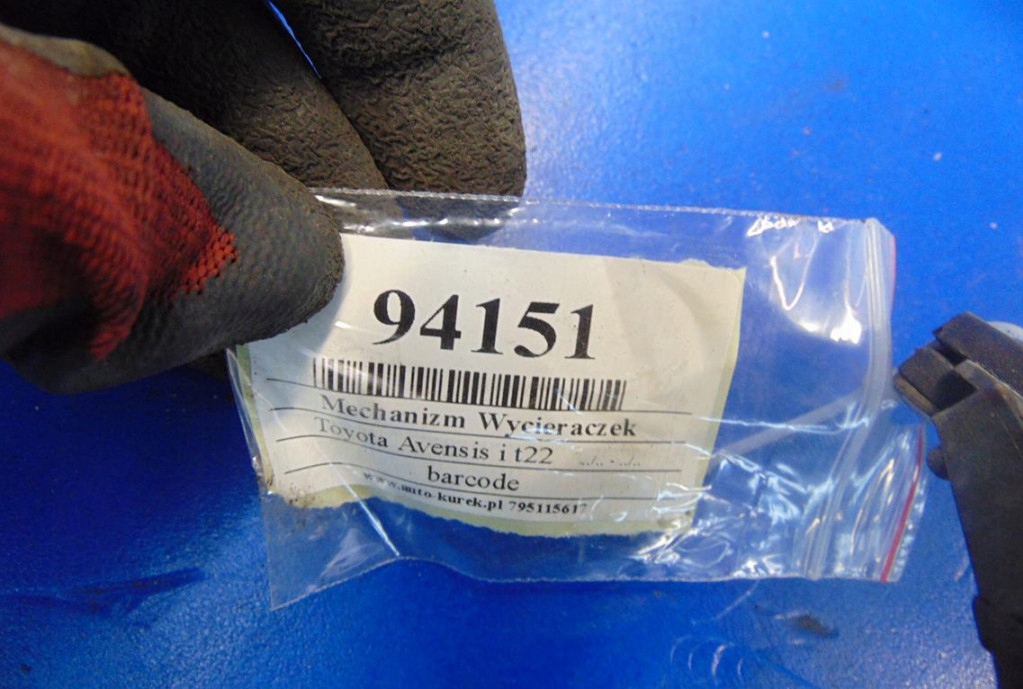 94151
Mechanizm Wycieraczek
Toyota Avensis i t22
barcode
www.auto-kurek.pl 795115617